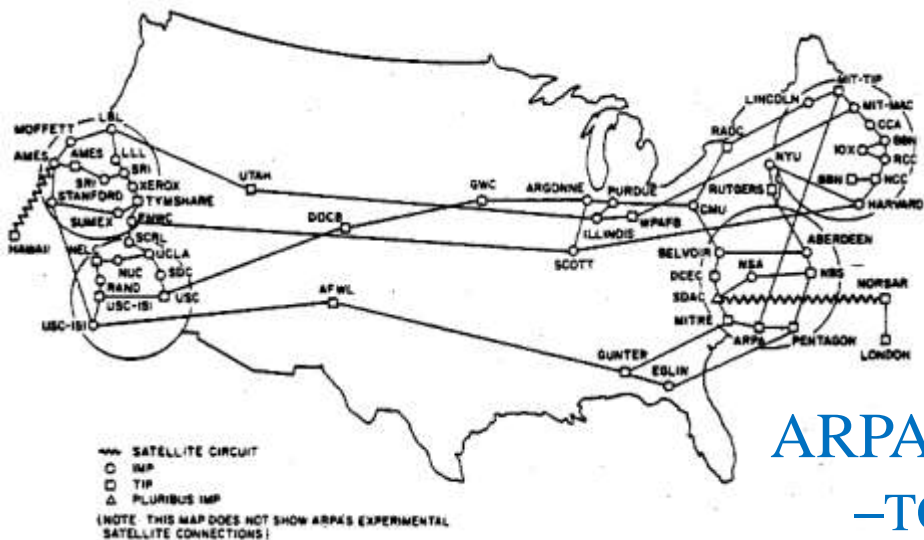 MIT-TIP
LINCOLN
MIT-MAC
LBL
CCA
MOFFETT
RADC
BBN
AMES
AMES
LLL
NYU
IOX
RCC
SRI
SRI
UTAH
GWC
ARGONNE
PURDUE
RUTGERS
BBN
NCC
STANFORD
XEROX
TYMSHARE
DOCB
WPAFB
CMU
HARVARD
SUMEX
FNWC
ILLINOIS
HAWAII
SCRL
UCLA
SCOTT
BELVOIR
ABERDEEN
NELC
NUC
SDC
DCEC
NSA
NBS
NORSAR
RAND
AFWL
SDAC
USC-ISI
USC
USC-ISI
MITRE
ARPA
PENTAGON
LONDON
GUNTER
EGLIN
SATELLITE CIRCUIT
IMP
TIP
PLURIBUS IMP
(NOTE: THIS MAP DOES NOT SHOW ARPA'S EXPERIMENTAL
SATELLITE CONNECTIONS)
ARPA
–TO